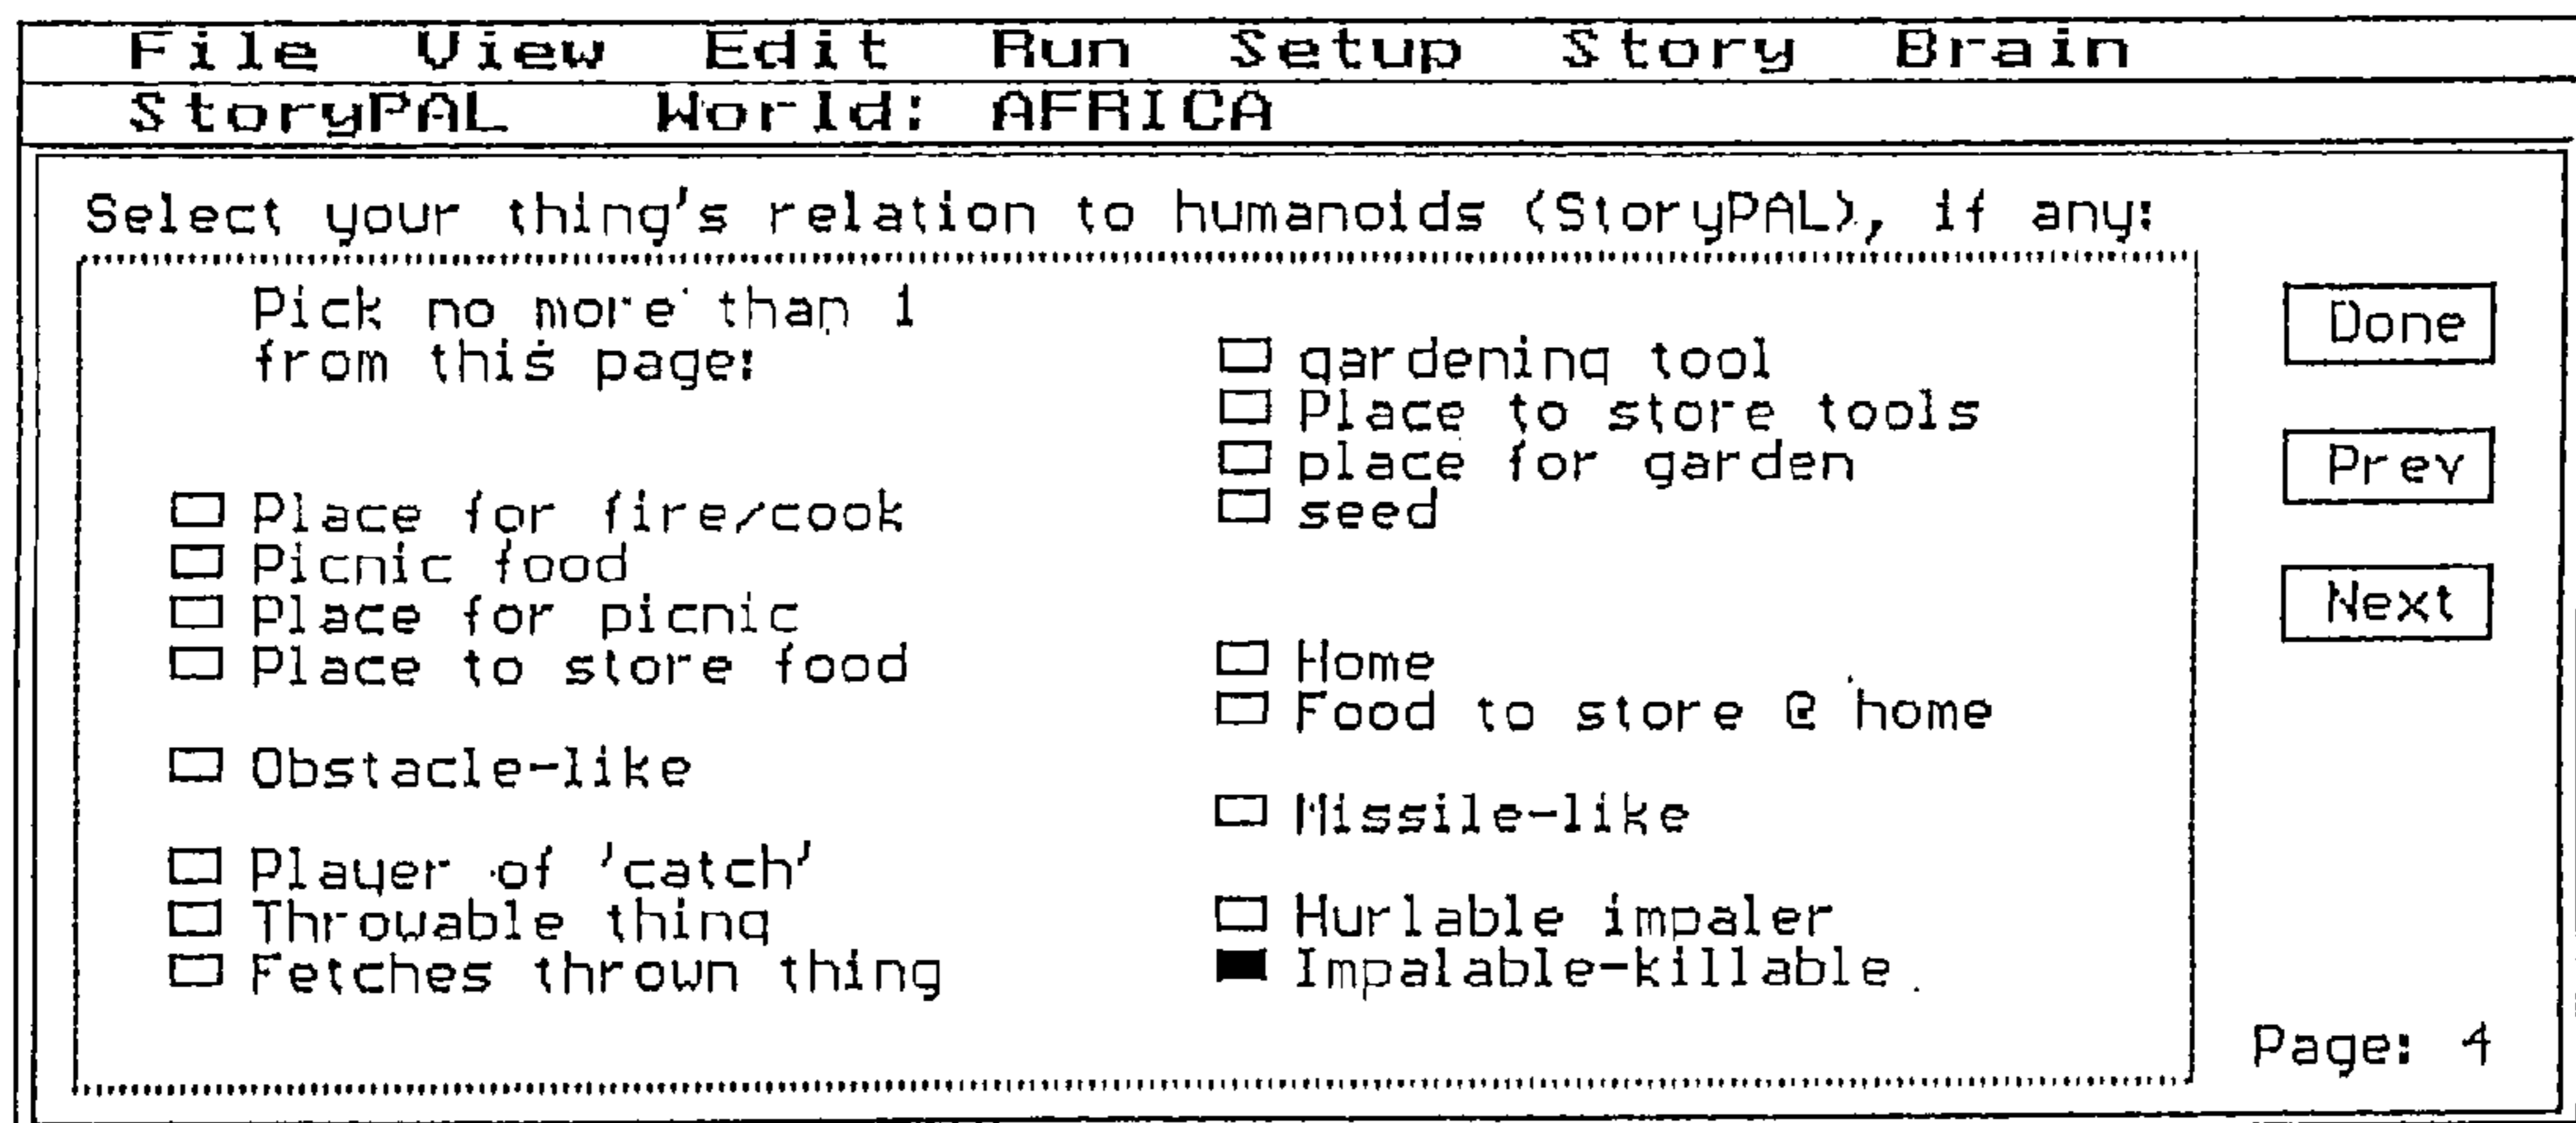 File View Edit Run Setup Story Brain
StoryPAL World: AFRICA
Select your thing's relation to humanoids (StoryPAL), if any:
Pick no more than 1
from this page:
Place for fire/cook
Picnic food
Place for picnic
Place to store food
Obstacle-like
Player of 'catch'
Throwable thing
Fetches thrown thing
gardening tool
Place to store tools
place for garden
seed
Home
Food to store @ home
Missile-like
Hurlable impaler
Impalable-killable
Done
Prev
Next
Page: 4